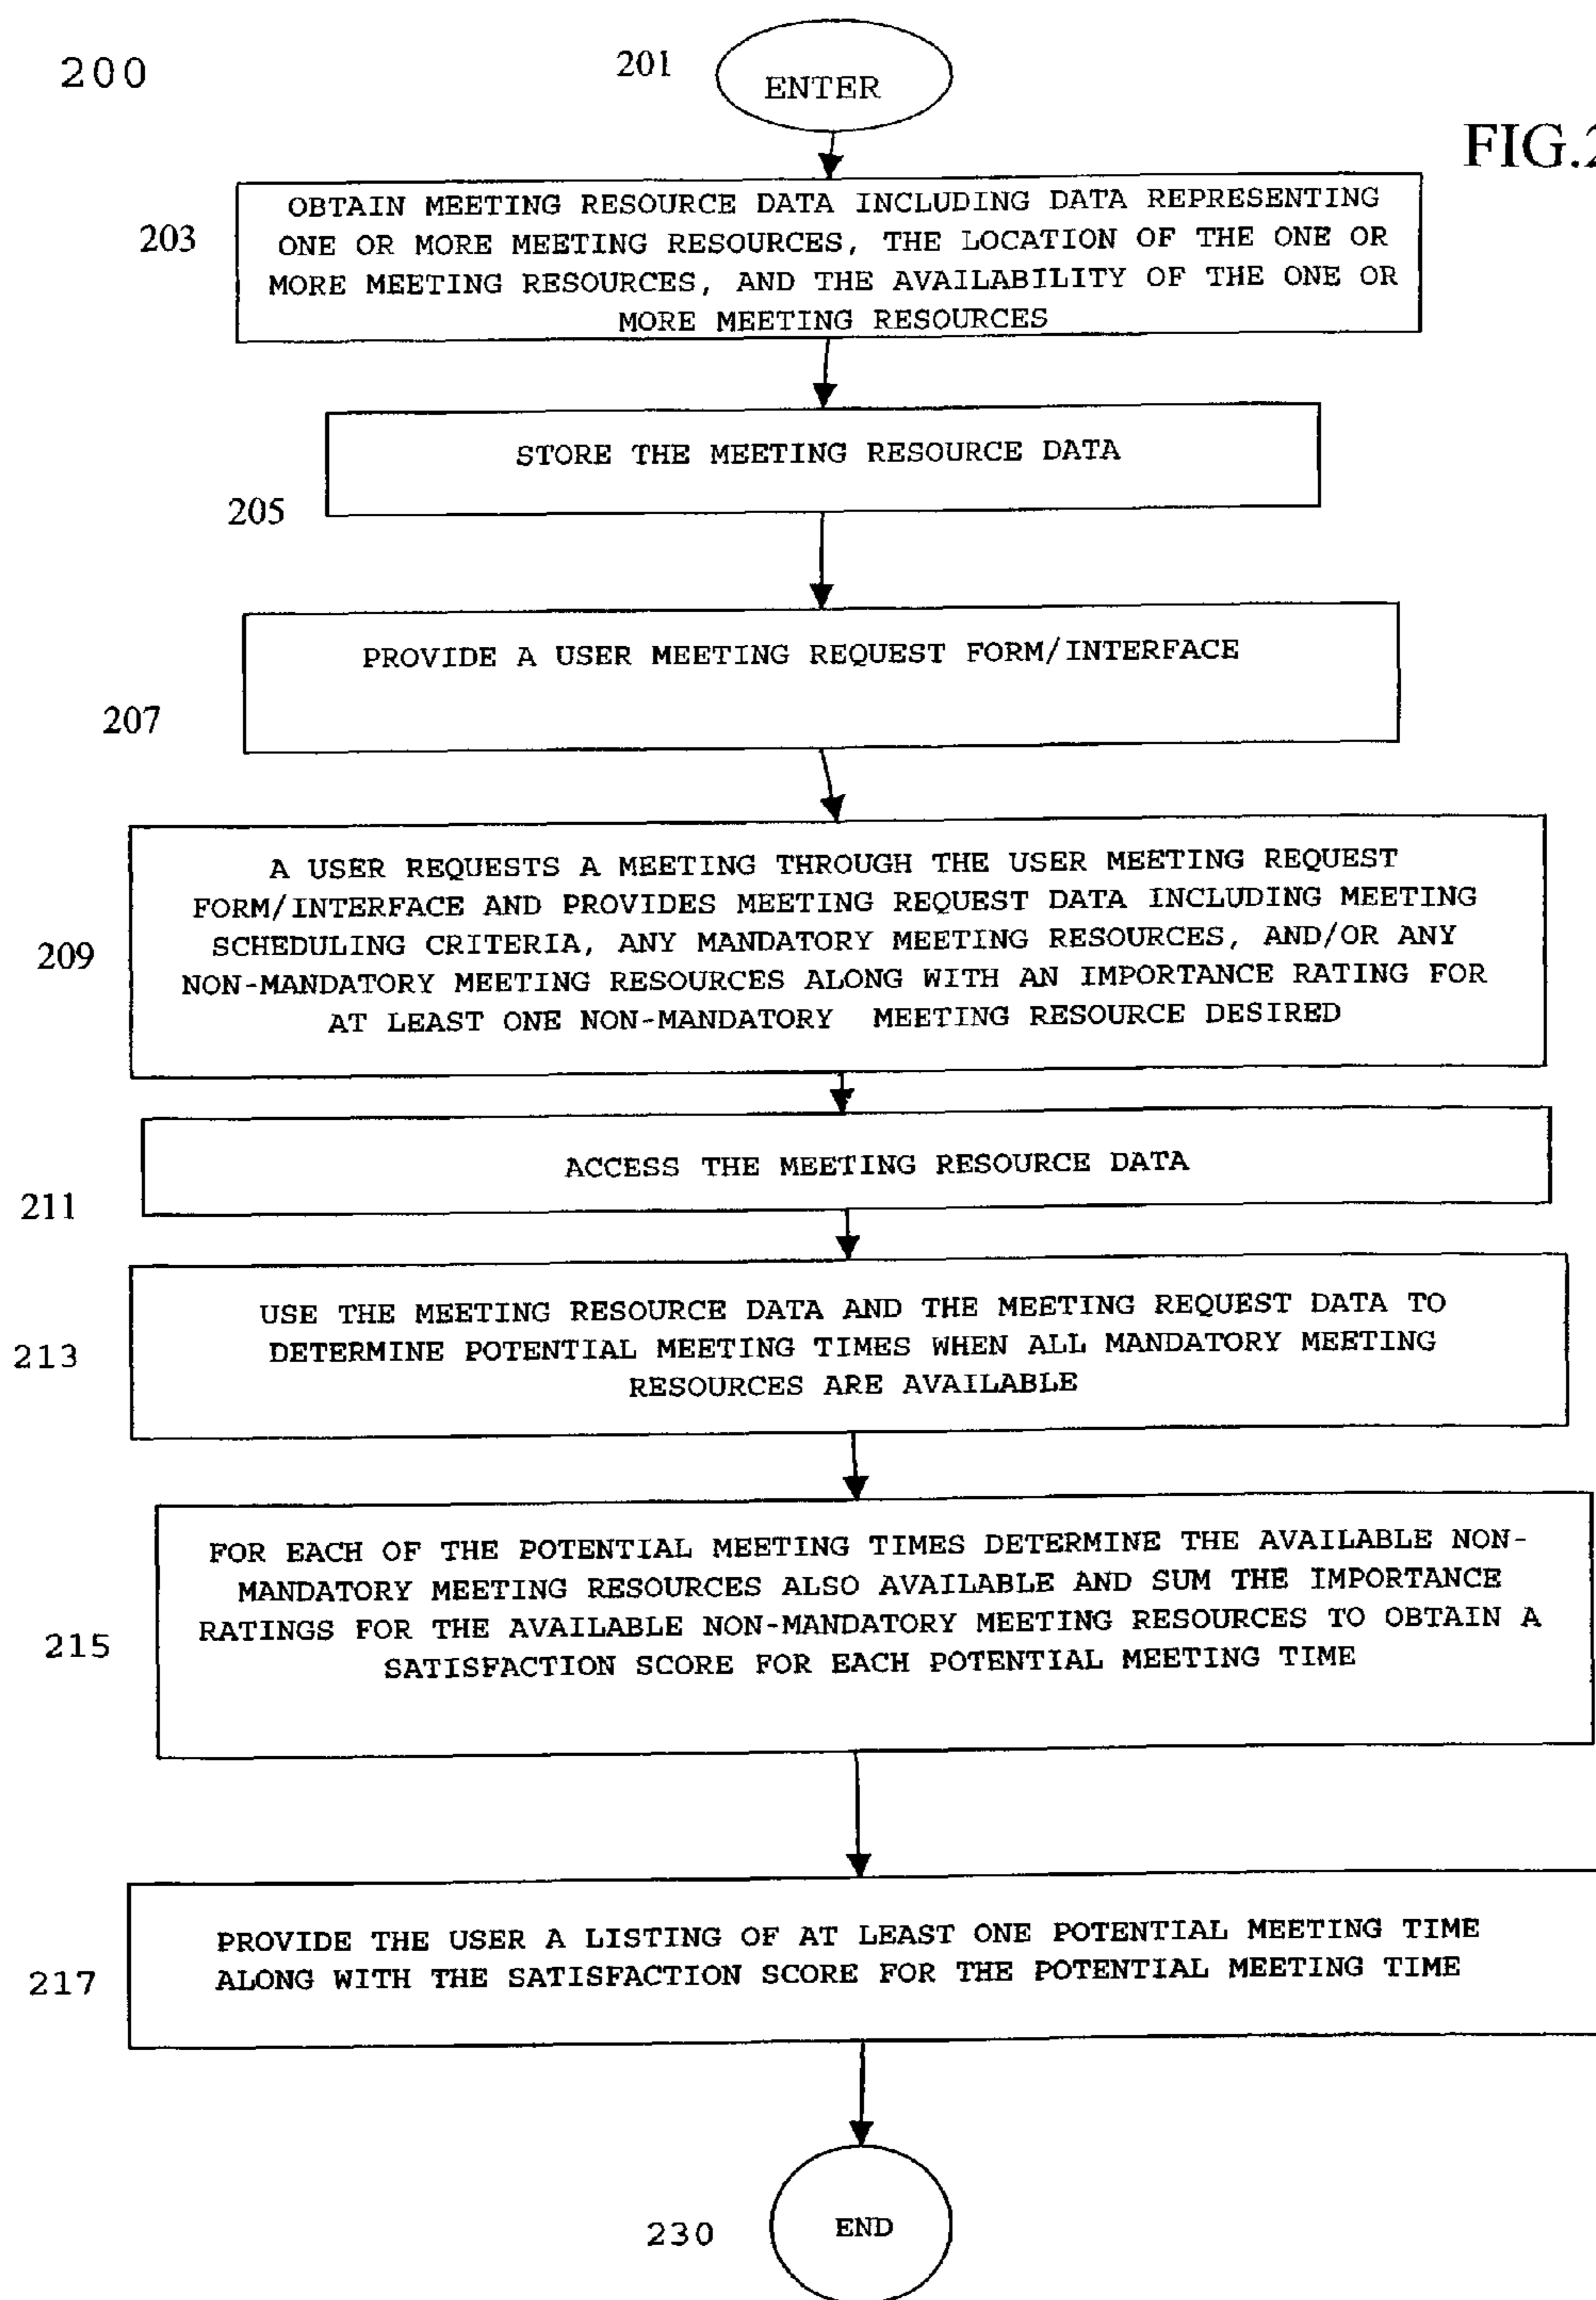 200
201
ENTER
FIG.2
203
OBTAIN MEETING RESOURCE DATA INCLUDING DATA REPRESENTING
ONE OR MORE MEETING RESOURCES, THE LOCATION OF THE ONE OR
MORE MEETING RESOURCES, AND THE AVAILABILITY OF THE ONE OR
MORE MEETING RESOURCES
STORE THE MEETING RESOURCE DATA
205
PROVIDE A USER MEETING REQUEST FORM/INTERFACE
207
A USER REQUESTS A MEETING THROUGH THE USER MEETING REQUEST
FORM/INTERFACE AND PROVIDES MEETING REQUEST DATA INCLUDING MEETING
SCHEDULING CRITERIA, ANY MANDATORY MEETING RESOURCES, AND/OR ANY
NON-MANDATORY MEETING RESOURCES ALONG WITH AN IMPORTANCE RATING FOR
AT LEAST ONE NON-MANDATORY MEETING RESOURCE DESIRED
209
ACCESS THE MEETING RESOURCE DATA
211
USE THE MEETING RESOURCE DATA AND THE MEETING REQUEST DATA TO
DETERMINE POTENTIAL MEETING TIMES WHEN ALL MANDATORY MEETING
RESOURCES ARE AVAILABLE
213
FOR EACH OF THE POTENTIAL MEETING TIMES DETERMINE THE AVAILABLE NON-
MANDATORY MEETING RESOURCES ALSO AVAILABLE AND SUM THE IMPORTANCE
RATINGS FOR THE AVAILABLE NON-MANDATORY MEETING RESOURCES TO OBTAIN A
SATISFACTION SCORE FOR EACH POTENTIAL MEETING TIME
215
PROVIDE THE USER A LISTING OF AT LEAST ONE POTENTIAL MEETING TIME
ALONG WITH THE SATISFACTION SCORE FOR THE POTENTIAL MEETING TIME
217
230
END